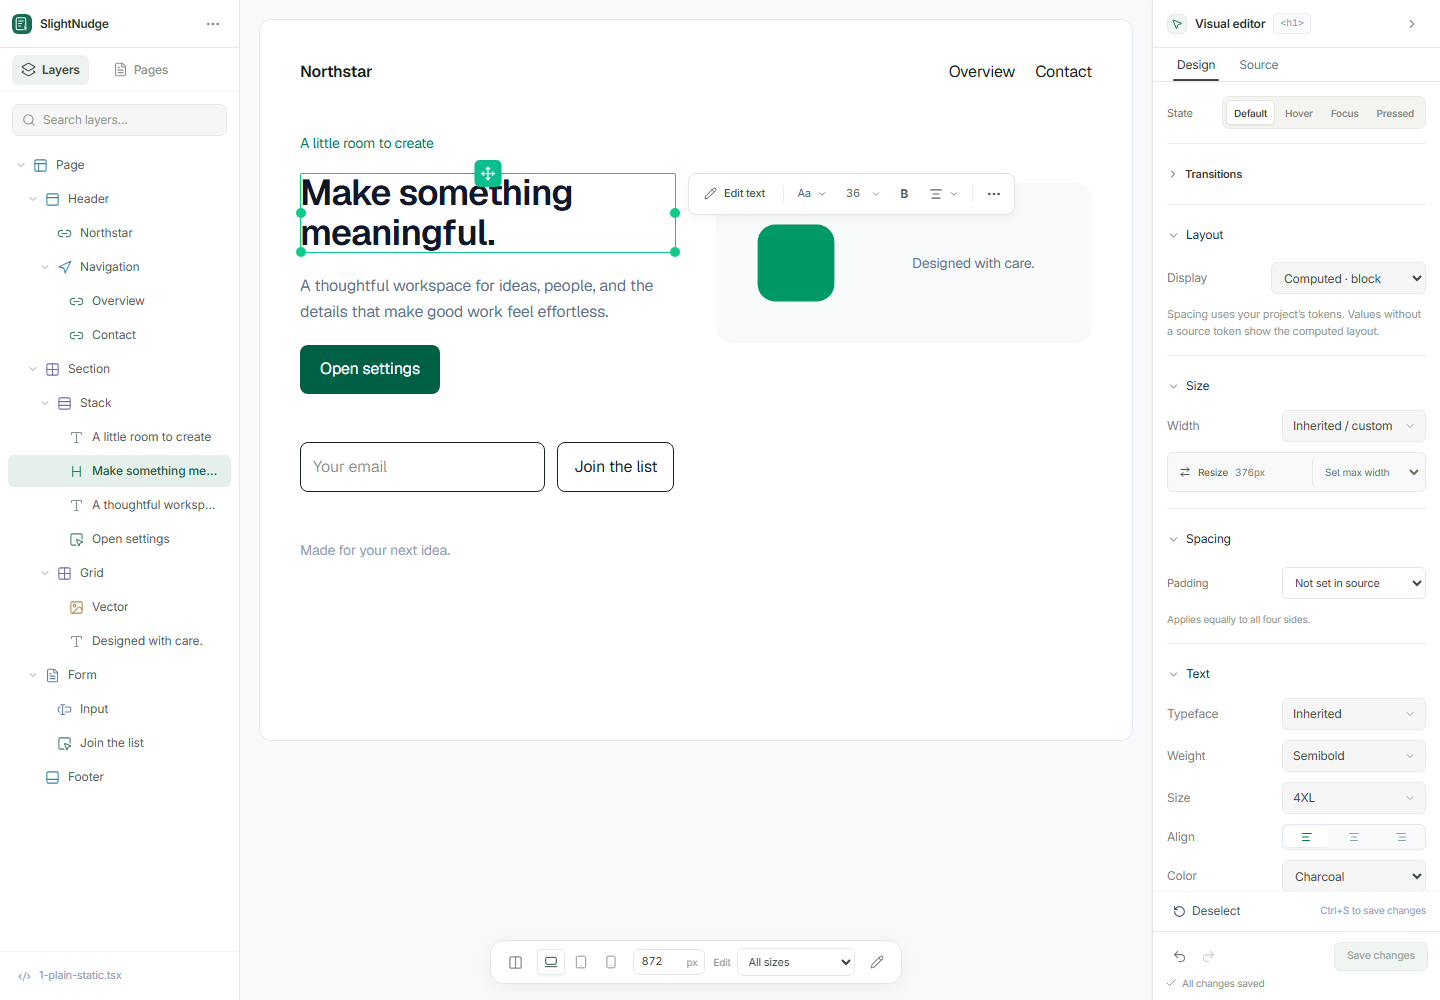 SlightNudge
Layers
Pages
Search layers...
Page
Header
Northstar
Navigation
Overview
Contact
Section
Stack
A little room to create
Make something me...
A thoughtful worksp...
Open settings
Grid
Vector
Designed with care.
Form
Input
Join the list
Footer
1-plain-static.tsx
Northstar
Overview
Contact
A little room to create
Make something
meaningful.
Edit text
Aa
36
B
Designed with care.
A thoughtful workspace for ideas, people, and the
details that make good work feel effortless.
Open settings
Your email
Join the list
Made for your next idea.
872
px
Edit
All sizes
Visual editor
<h1>
Design
Source
State
Default
Hover
Focus
Pressed
Transitions
Layout
Display
Computed · block
Spacing uses your project's tokens. Values without
a source token show the computed layout.
Size
Width
Inherited / custom
Resize
376px
Set max width
Spacing
Padding
Not set in source
Applies equally to all four sides.
Text
Typeface
Inherited
Weight
Semibold
Size
4XL
Align
Color
Charcoal
Deselect
Ctrl+S to save changes
Save changes
All changes saved